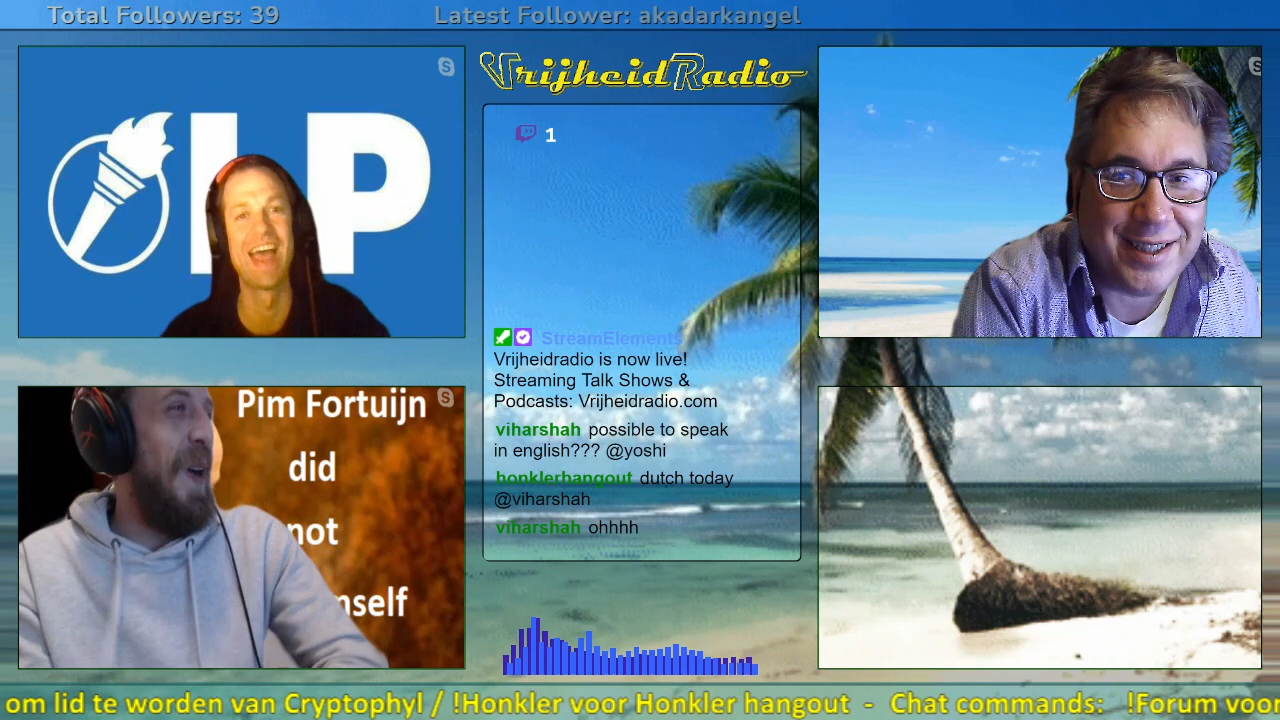 Total Followers: 39
Latest Follower: akadarkangel
VrijheidRadio
LP
1
StreamElements
Vrijheidradio is now live!
Streaming Talk Shows &
Podcasts: Vrijheidradio.com
viharshah possible to speak
in english??? @yoshi
honklerhangout dutch today
@viharshah
viharshah ohhhh
Pim Fortuijn
did
not
nself
om lid te worden van Cryptophyl / !Honkler voor Honkler hangout - Chat commands: !Forum voor